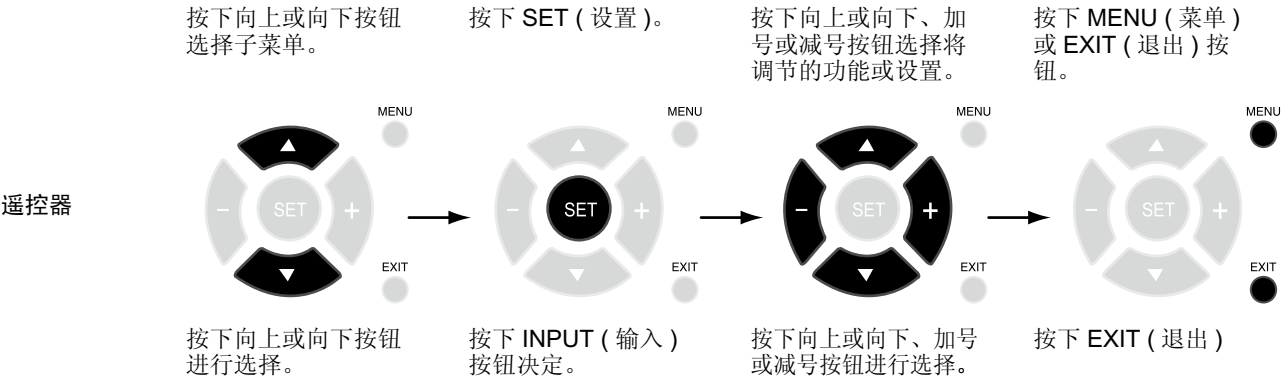 按下向上或向下按钮
选择子菜单。
按下 SET ( 设置 )。
按下向上或向下、加
号或减号按钮选择将
调节的功能或设置。
按下 MENU ( 菜单 )
或 EXIT ( 退出 ) 按
钮。
遥控器
MENU
− SET +
EXIT
MENU
− SET +
EXIT
MENU
− SET +
EXIT
MENU
− SET +
EXIT
按下向上或向下按钮
进行选择。
按下 INPUT ( 输入 )
按钮决定。
按下向上或向下、加号
或减号按钮进行选择。
按下 EXIT ( 退出 )